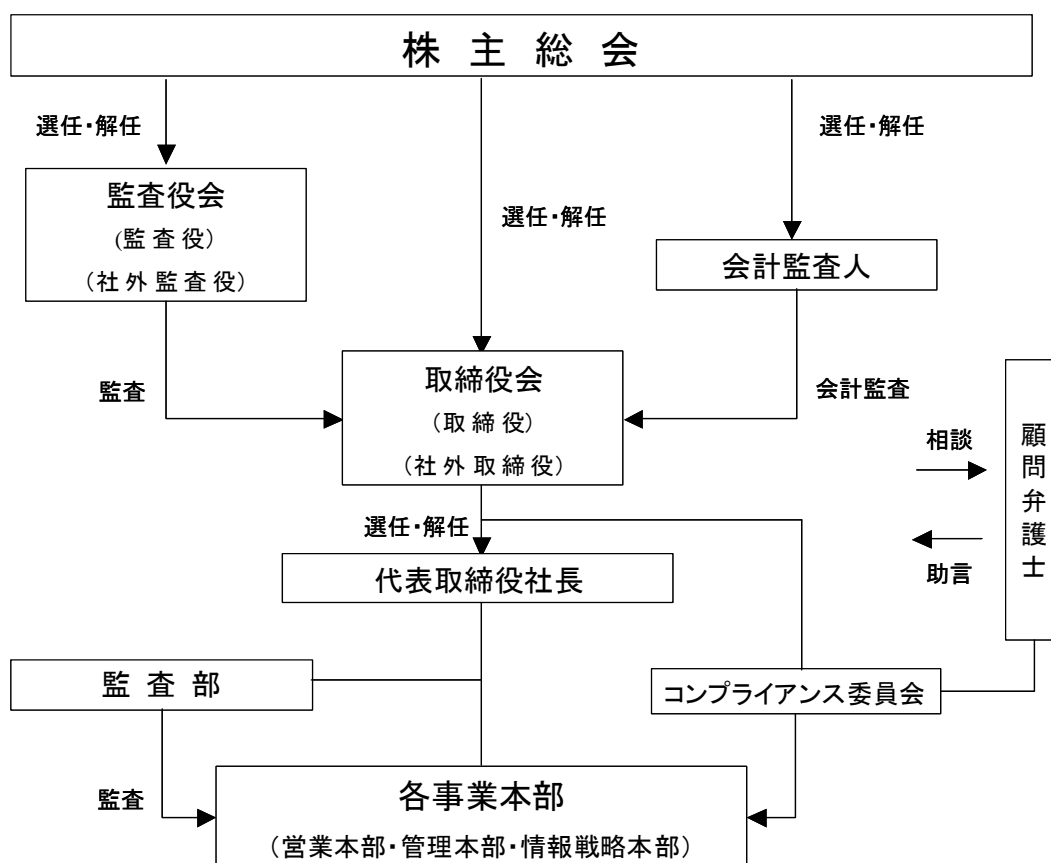 株主総会
選任・解任
選任・解任
監査役会
(監査役)
(社外監査役)
選任・解任
会計監査人
取締役会
(取締役)
(社外取締役)
監査
会計監査
相談
助言
顧問弁護士
選任・解任
代表取締役社長
監査部
コンプライアンス委員会
監査
各事業本部
(営業本部・管理本部・情報戦略本部)